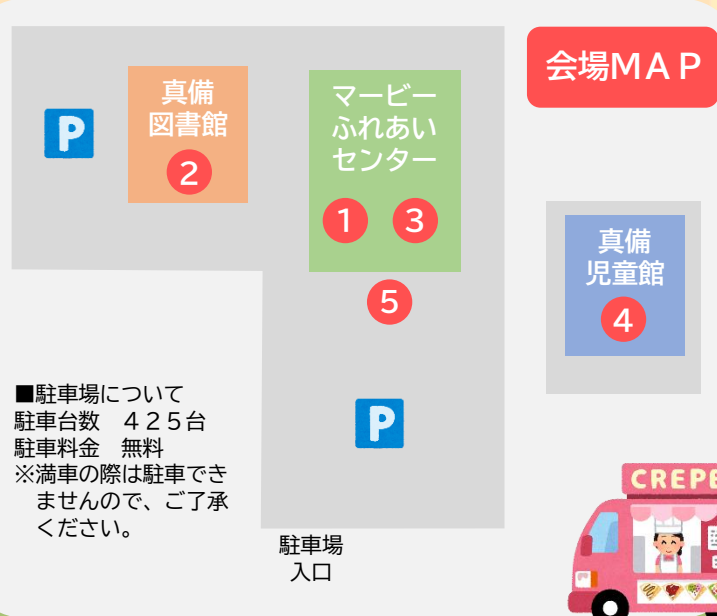 会場MAP
P
真備
図書館
2
マービー
ふれあい
センター
1 3
5
真備
児童館
4
■駐車場について
駐車台数　４２５台
駐車料金　無料
※満車の際は駐車でき
ませんので、ご了承
ください。
P
駐車場
入口
CREPE